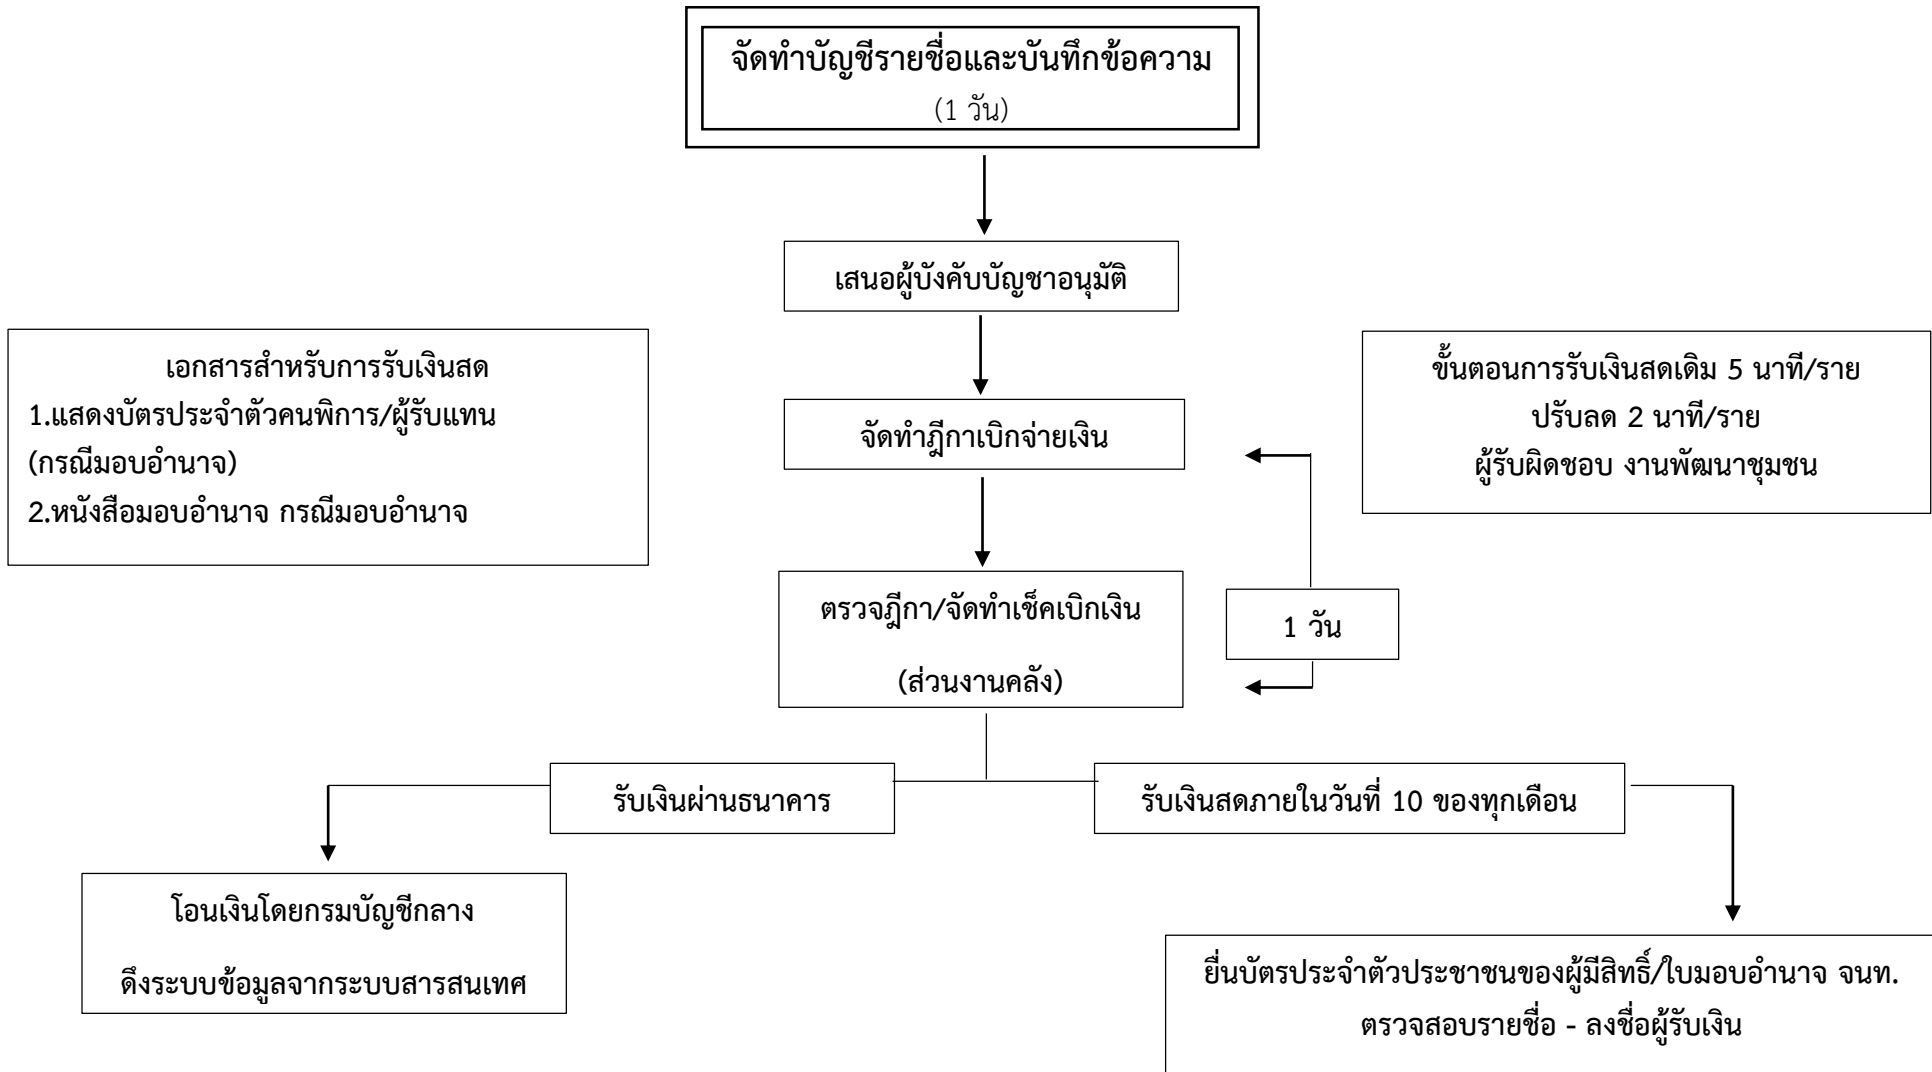 จัดทำบัญชีรายชื่อและบันทึกข้อความ
(1 วัน)
เสนอผู้บังคับบัญชาอนุมัติ
เอกสารสำหรับการรับเงินสด
1.แสดงบัตรประจำตัวคนพิการ/ผู้รับแทน
(กรณีมอบอำนาจ)
2.หนังสือมอบอำนาจ กรณีมอบอำนาจ
จัดทำฎีกาเบิกจ่ายเงิน
ขั้นตอนการรับเงินสดเดิม 5 นาที/ราย
ปรับลด 2 นาที/ราย
ผู้รับผิดชอบ งานพัฒนาชุมชน
ตรวจฎีกา/จัดทำเช็คเบิกเงิน
(ส่วนงานคลัง)
1 วัน
รับเงินผ่านธนาคาร
รับเงินสดภายในวันที่ 10 ของทุกเดือน
โอนเงินโดยกรมบัญชีกลาง
ดึงระบบข้อมูลจากระบบสารสนเทศ
ยื่นบัตรประจำตัวประชาชนของผู้มีสิทธิ์/ใบมอบอำนาจ จนท.
ตรวจสอบรายชื่อ - ลงชื่อผู้รับเงิน